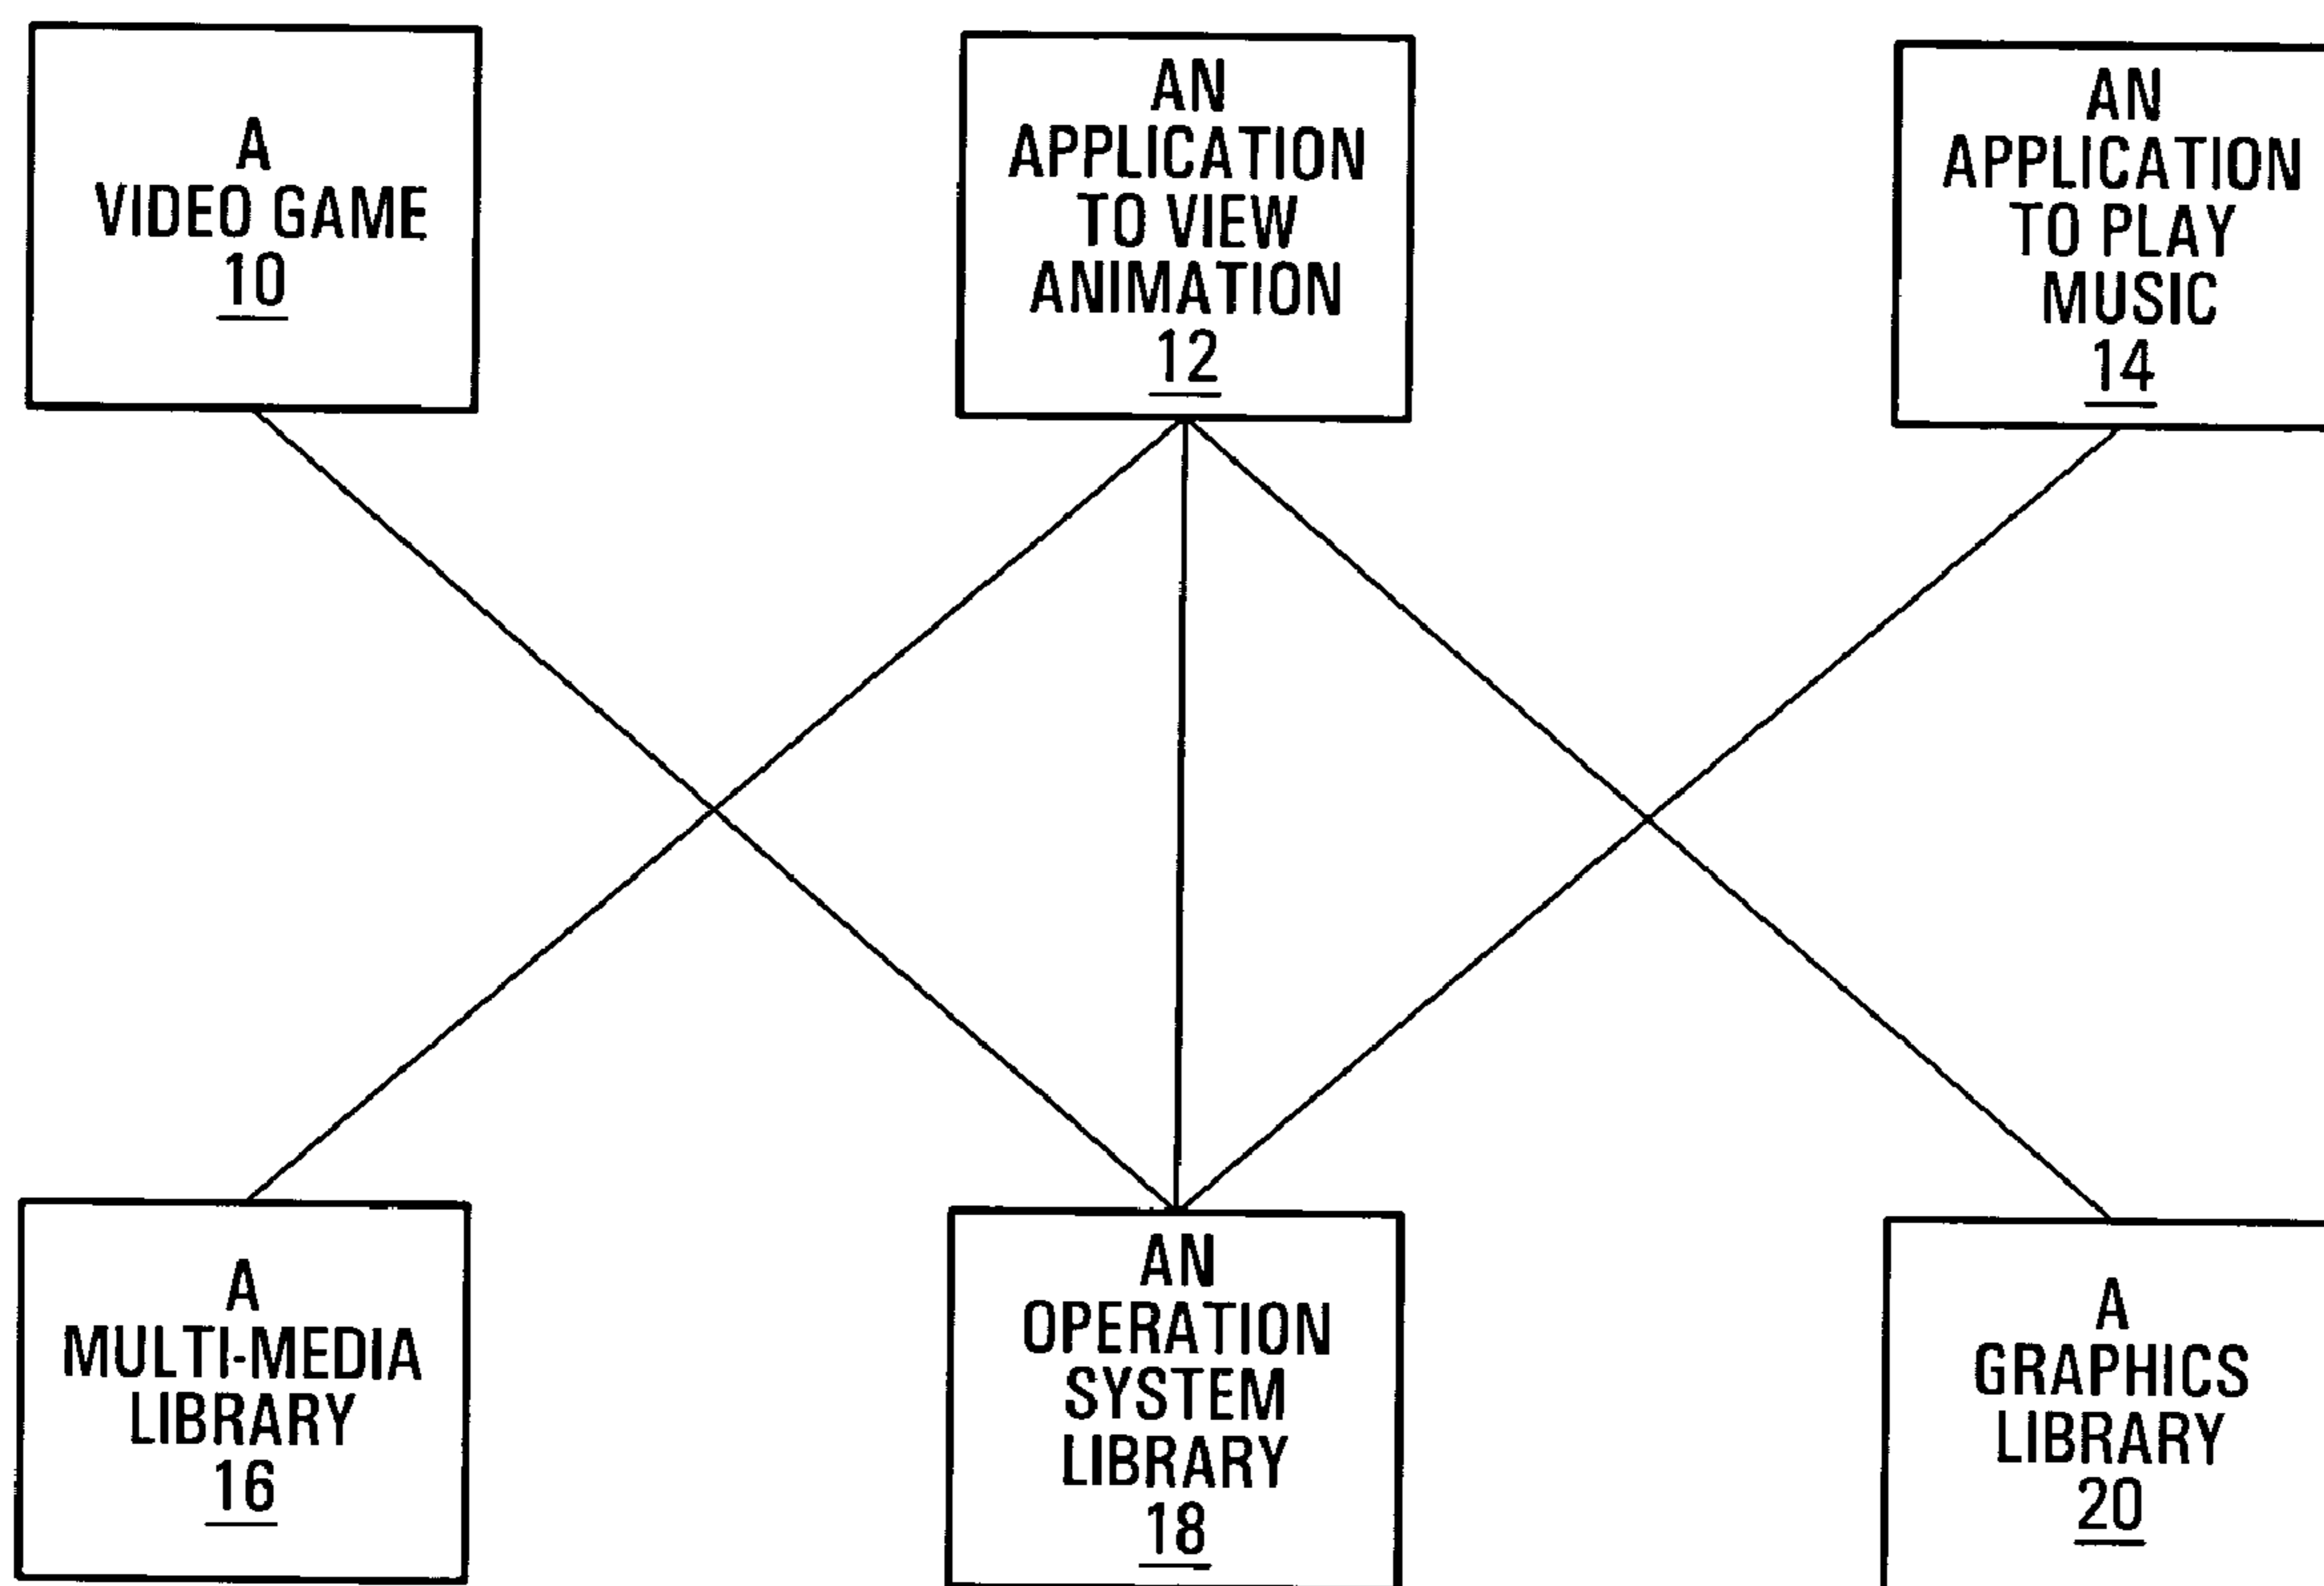 A
VIDEO GAME
10
AN
APPLICATION
TO VIEW
ANIMATION
12
AN
APPLICATION
TO PLAY
MUSIC
14
A
MULTI-MEDIA
LIBRARY
16
AN
OPERATION
SYSTEM
LIBRARY
18
A
GRAPHICS
LIBRARY
20